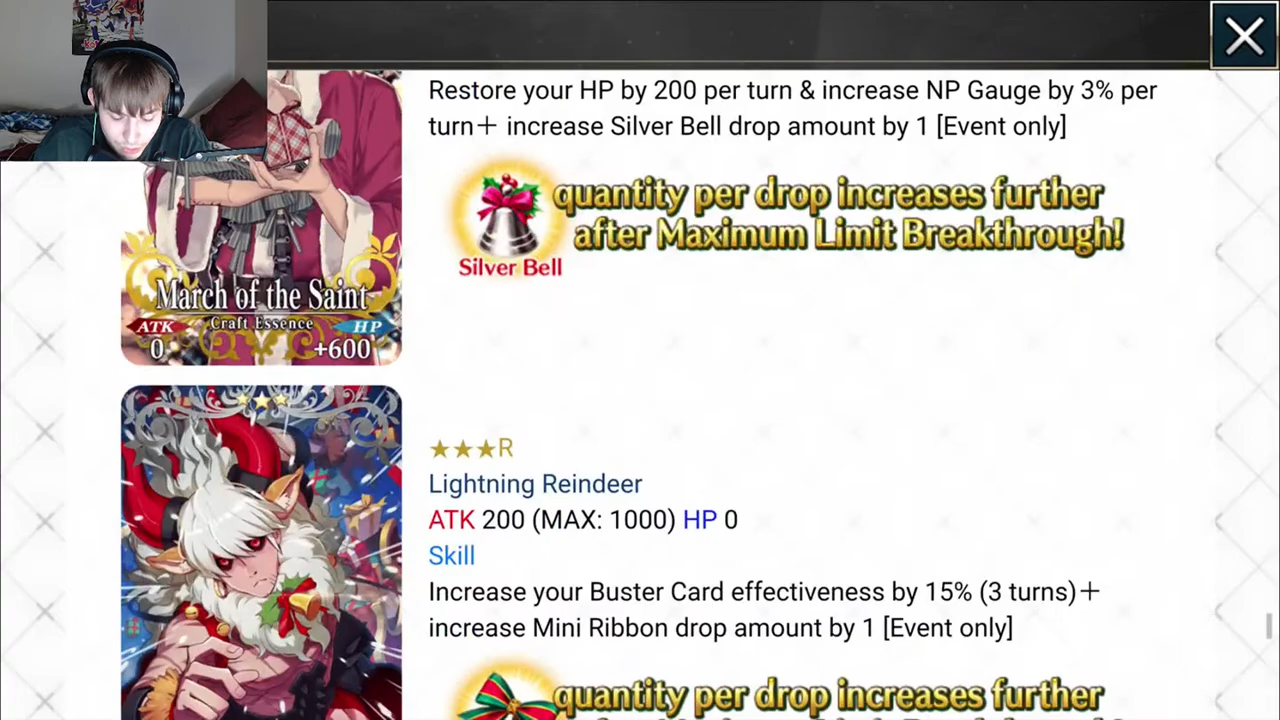 Restore your HP by 200 per turn & increase NP Gauge by 3% per
turn＋ increase Silver Bell drop amount by 1 [Event only]
quantity per drop increases further
after Maximum Limit Breakthrough!
Silver Bell
March of the Saint
Craft Essence
ATK
HP
0
+600
★★★R
Lightning Reindeer
ATK 200 (MAX: 1000) HP 0
Skill
Increase your Buster Card effectiveness by 15% (3 turns)＋
increase Mini Ribbon drop amount by 1 [Event only]
quantity per drop increases further